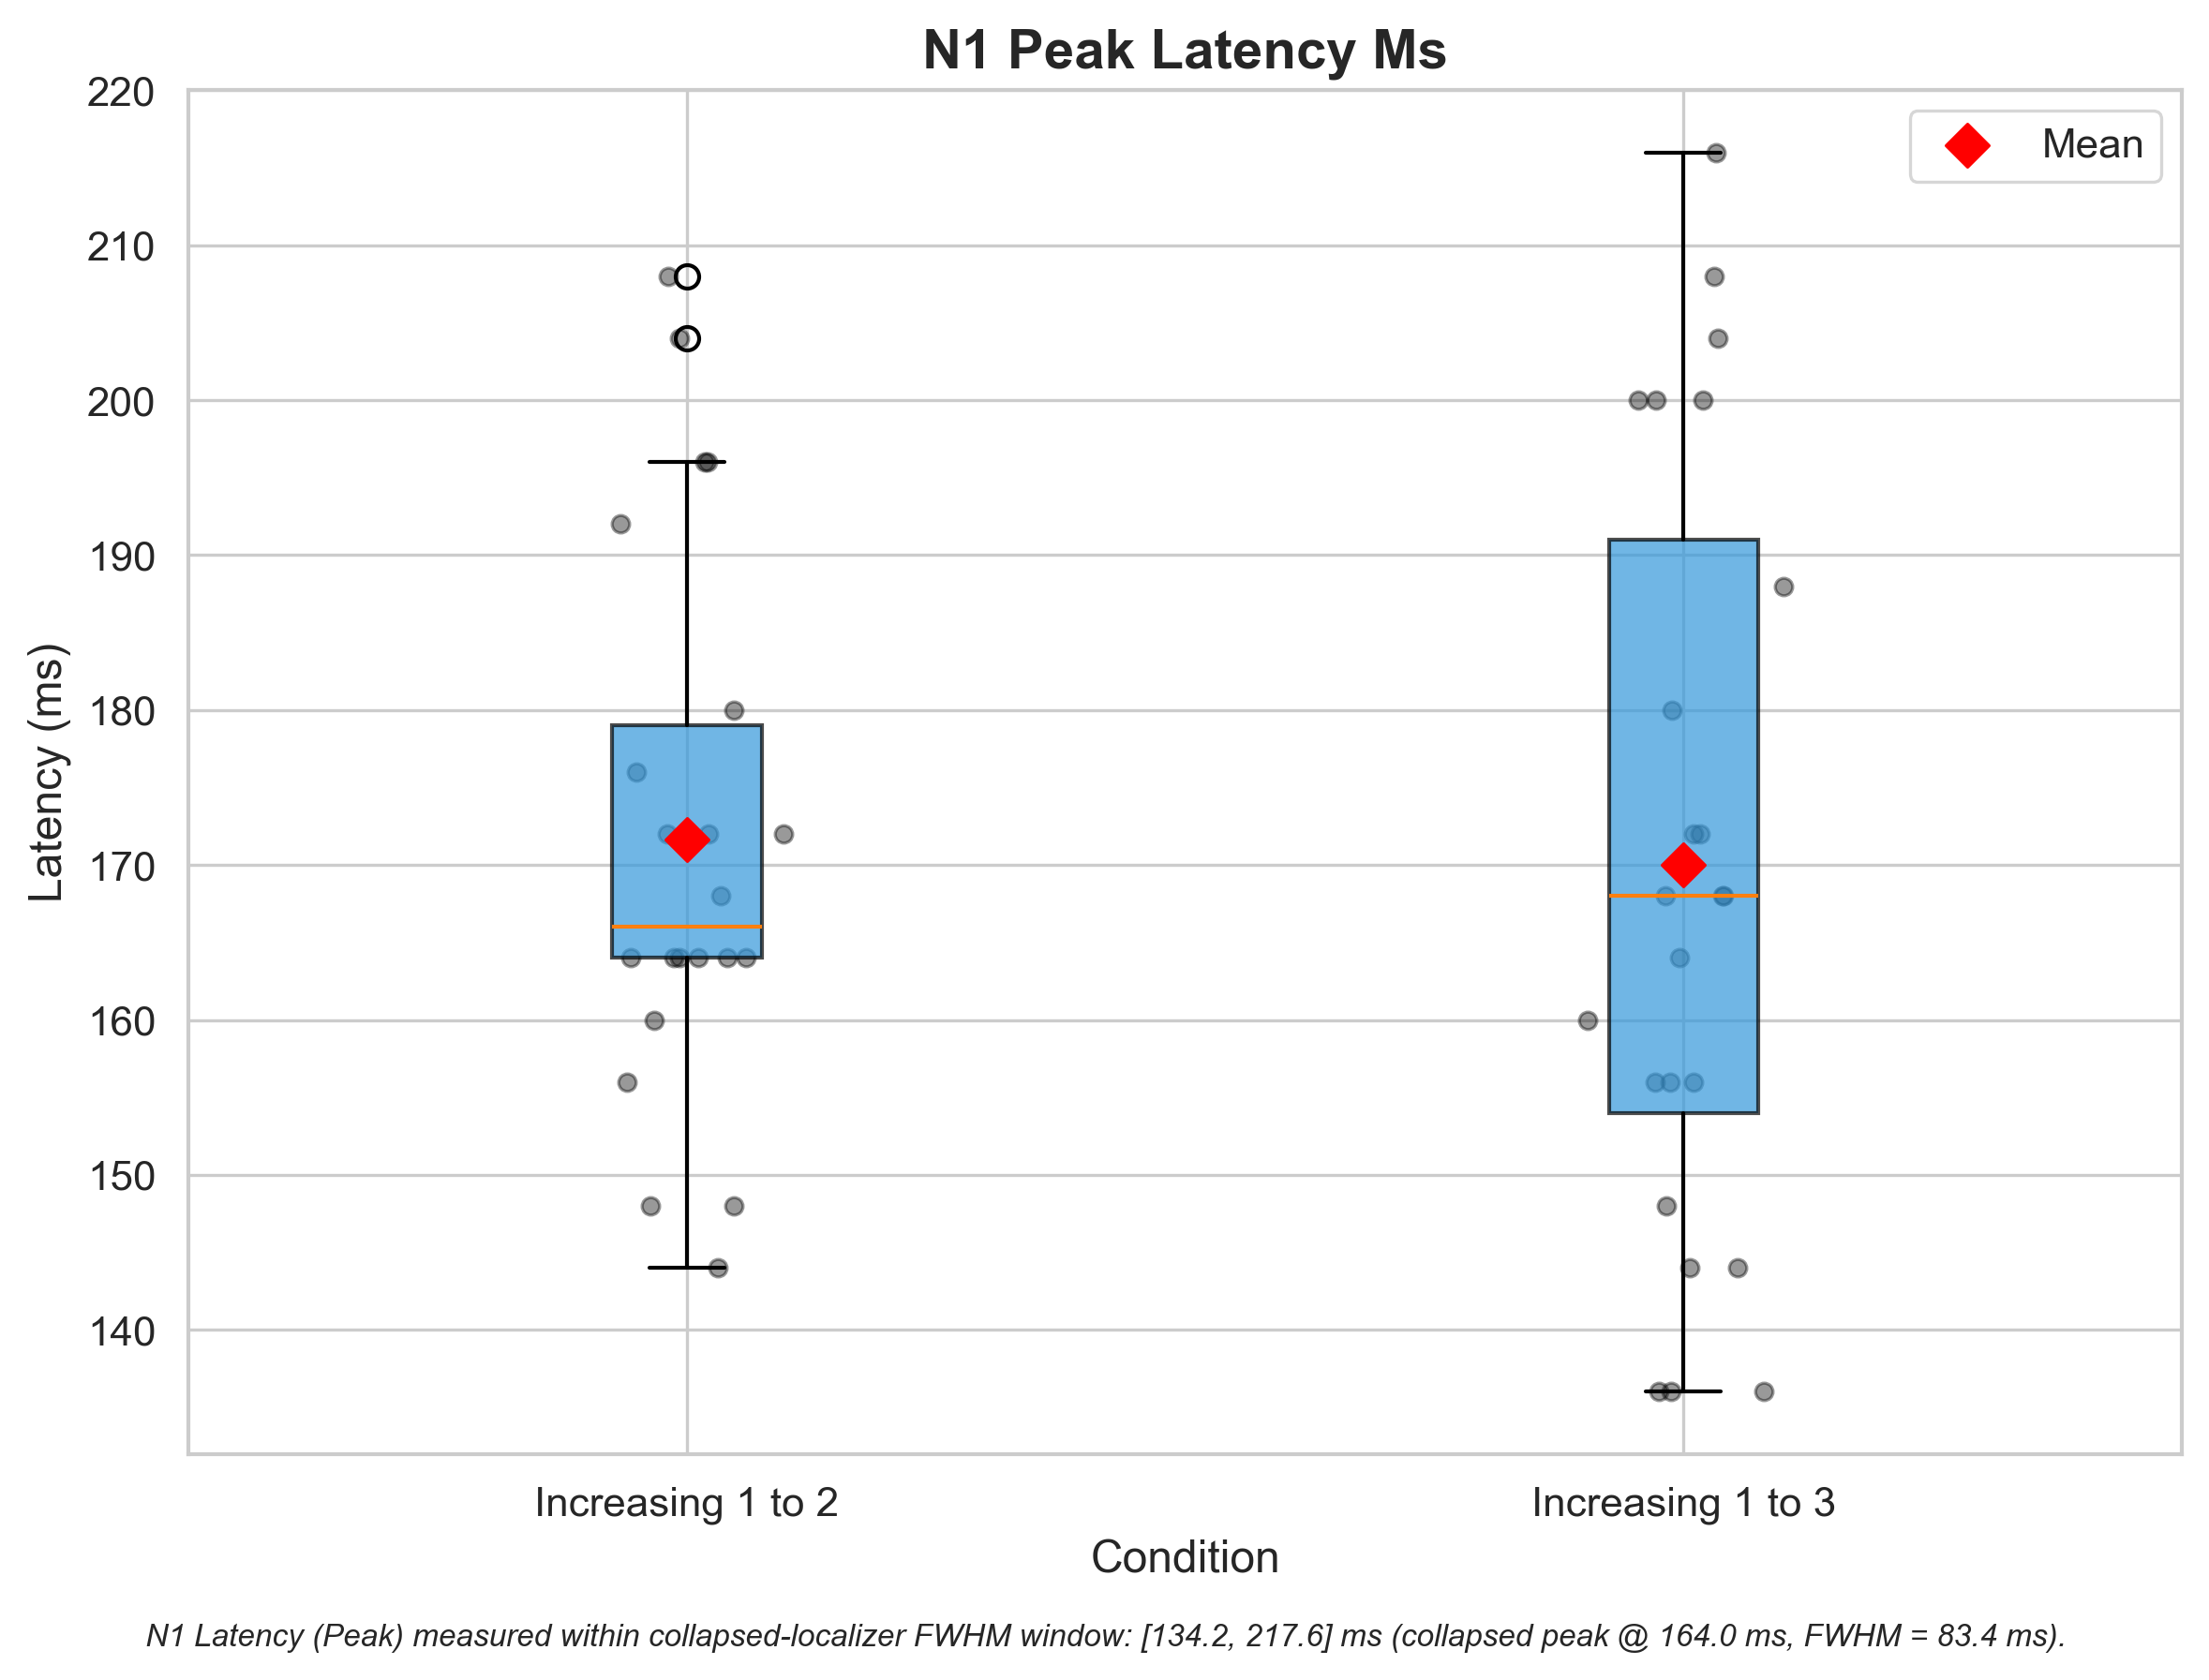 N1 Peak Latency Ms
220
210
200
190
180
170
160
150
140
Latency (ms)
Mean
Increasing 1 to 2
Increasing 1 to 3
Condition
N1 Latency (Peak) measured within collapsed-localizer FWHM window: [134.2, 217.6] ms (collapsed peak @ 164.0 ms, FWHM = 83.4 ms).